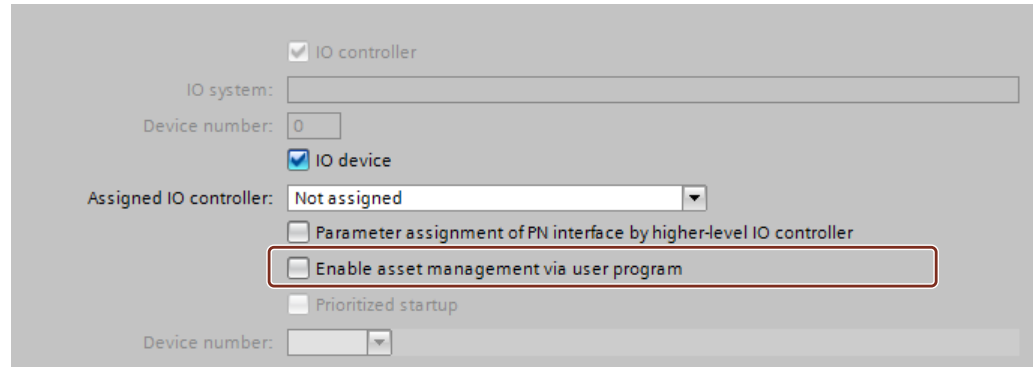 IO controller
IO system:
Device number: 0
IO device
Assigned IO controller: Not assigned
Parameter assignment of PN interface by higher-level IO controller
Enable asset management via user program
Prioritized startup
Device number: